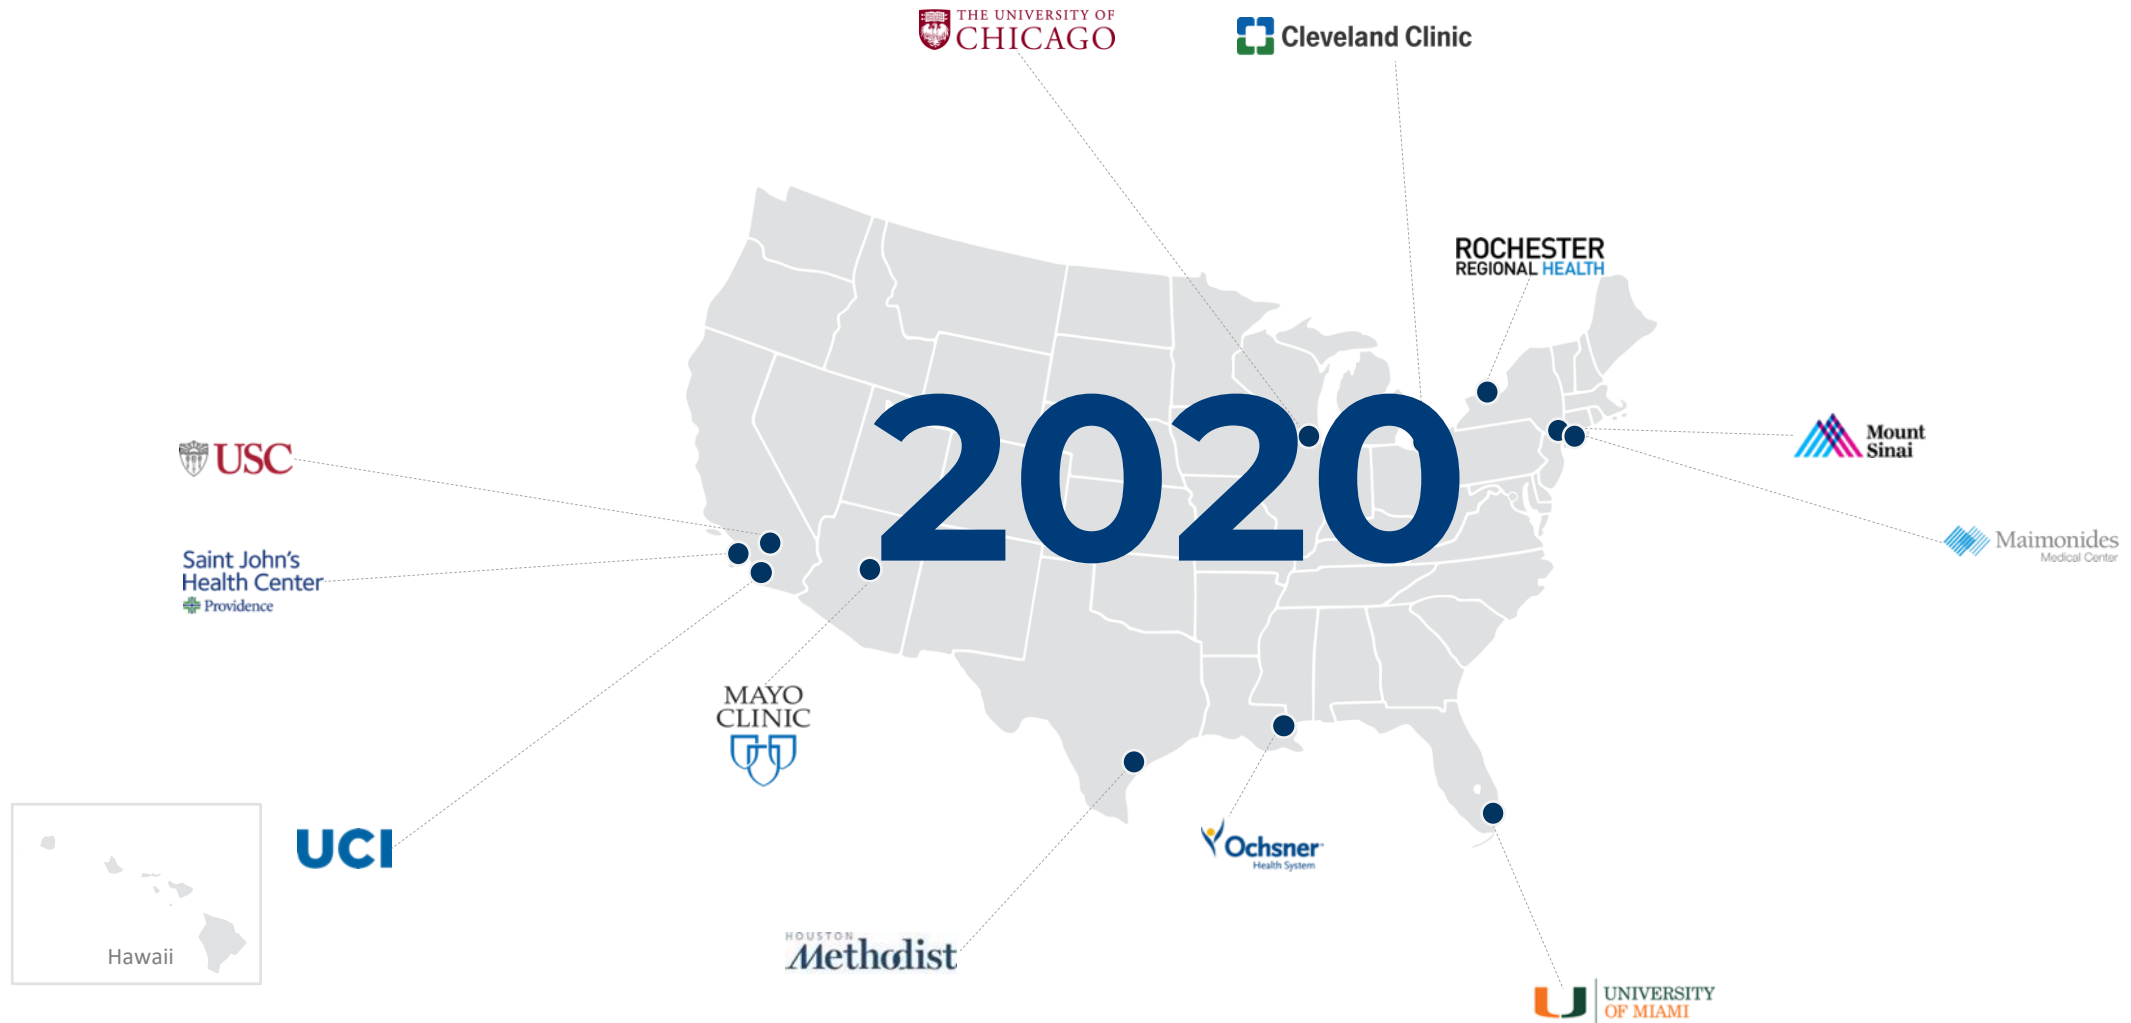 THE UNIVERSITY OF
CHICAGO
Cleveland Clinic
ROCHESTER
REGIONAL HEALTH
2020
Mount
Sinai
USC
Maimonides
Medical Center
Saint John's
Health Center
Providence
MAYO
CLINIC
UCI
Ochsner
Health System
HOUSTON
Methodist
Hawaii
UNIVERSITY
OF MIAMI